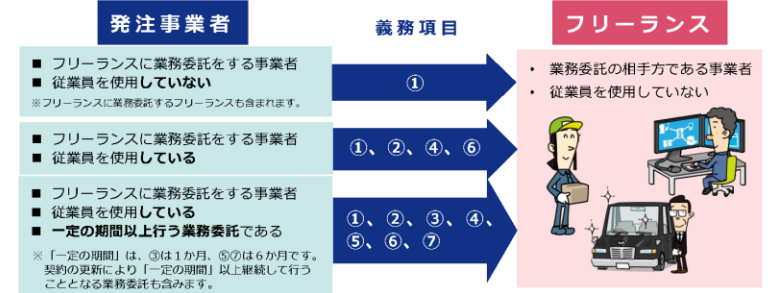 発注事業者
義務項目
フリーランス
■ フリーランスに業務委託をする事業者
■ 従業員を使用していない
※フリーランスに業務委託するフリーランスも含まれます。
①
■ フリーランスに業務委託をする事業者
■ 従業員を使用している
①、②、④、⑥
■ フリーランスに業務委託をする事業者
■ 従業員を使用している
■ 一定の期間以上行う業務委託である
※「一定の期間」は、③は１か月、⑤⑦は６か月です。
契約の更新により「一定の期間」以上継続して行う
こととなる業務委託も含みます。
①、②、③、④、
⑤、⑥、⑦
• 業務委託の相手方である事業者
• 従業員を使用していない